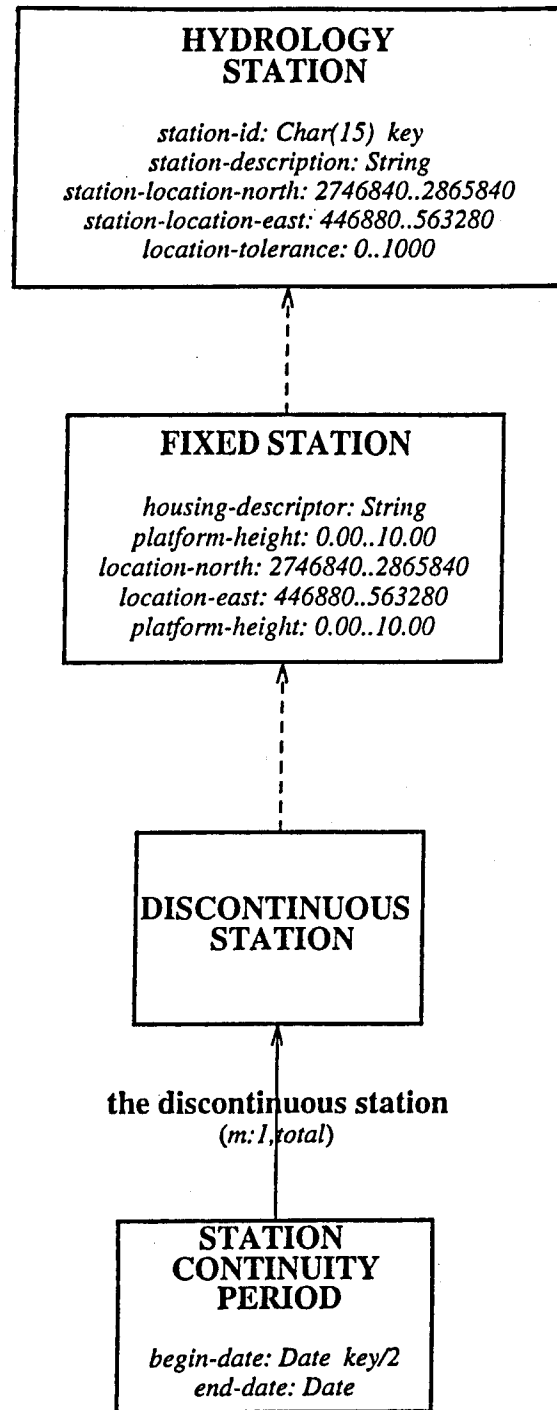 HYDROLOGY
STATION
station-id: Char(15) key
station-description: String
station-location-north: 2746840..2865840
station-location-east: 446880..563280
location-tolerance: 0..1000
FIXED STATION
housing-descriptor: String
platform-height: 0.00..10.00
location-north: 2746840..2865840
location-east: 446880..563280
platform-height: 0.00..10.00
DISCONTINUOUS
STATION
the discontinuous station
(m:1,total)
STATION
CONTINUITY
PERIOD
begin-date: Date key/2
end-date: Date